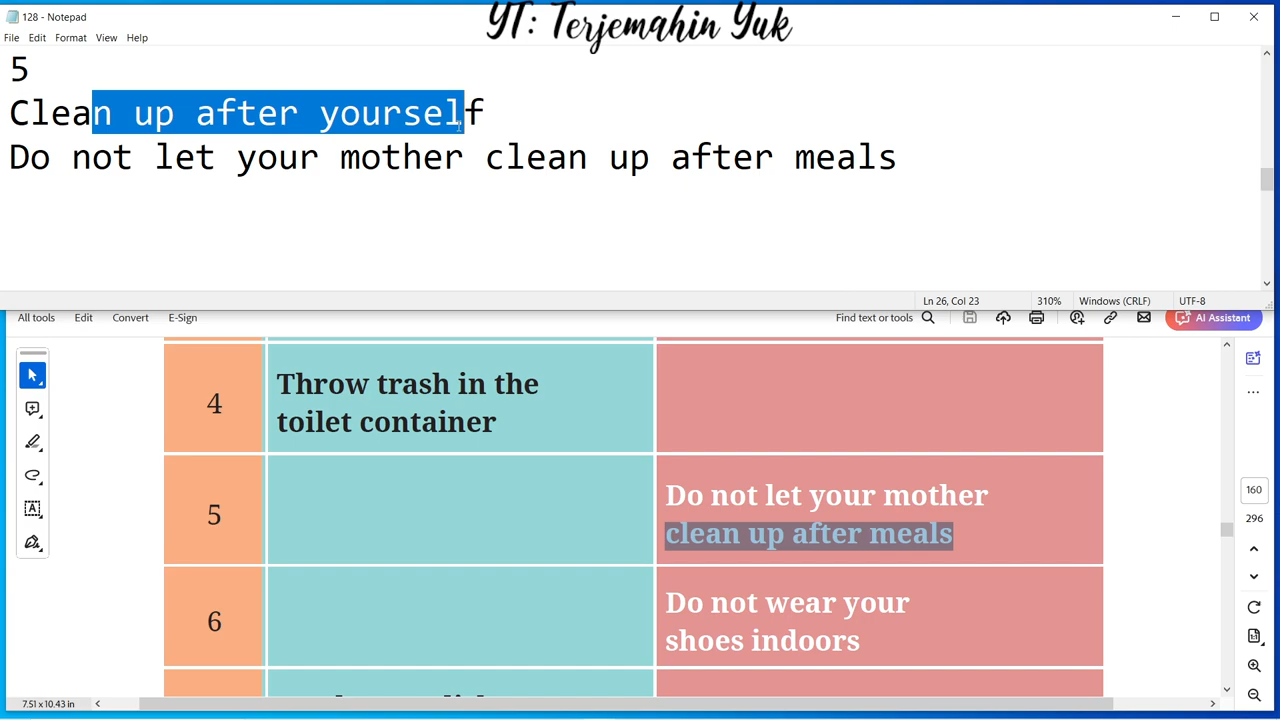 128 - Notepad
YT: Terjemahin Yuk
File Edit Format View Help
5
Clean up after yourself
Do not let your mother clean up after meals
Ln 26, Col 23 310% Windows (CRLF) UTF-8
All tools Edit Convert E-Sign Find text or tools AI Assistant
4
Throw trash in the
toilet container
5
Do not let your mother
clean up after meals
6
Do not wear your
shoes indoors
160
296
7.51 x 10.43 in